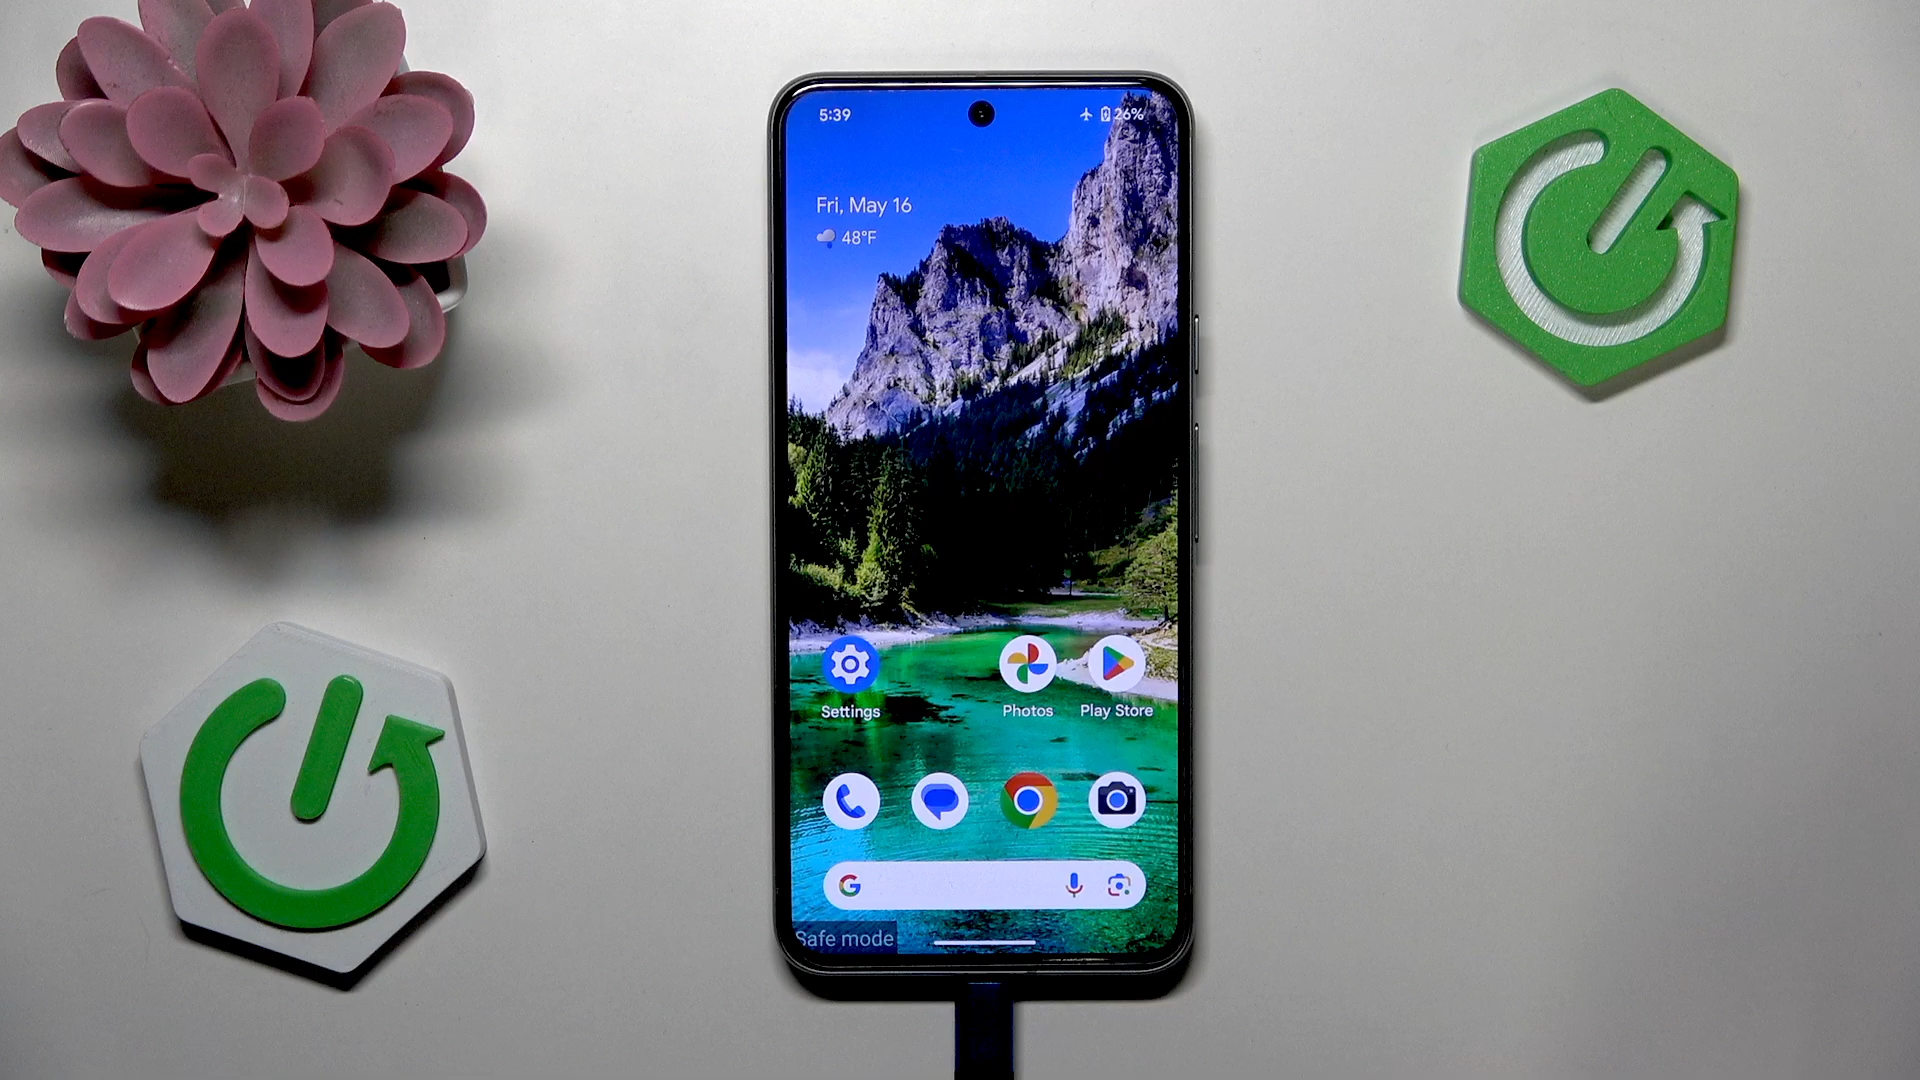 5:39
26%
Fri, May 16
48°F
Settings
Photos
Play Store
G
Safe mode